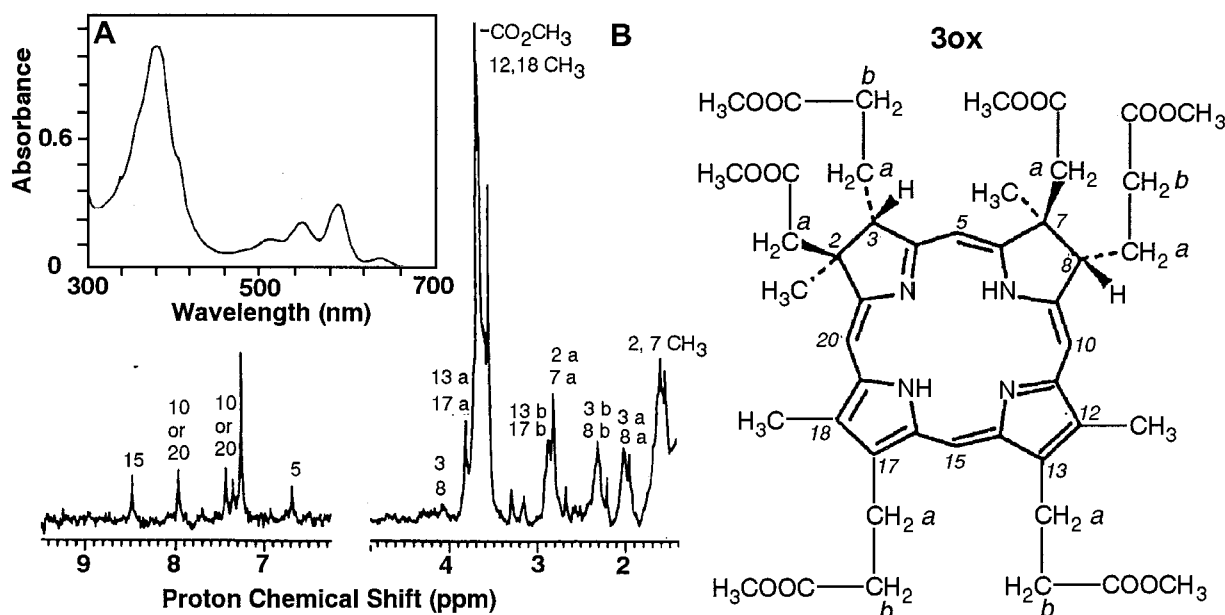 A
Absorbance
0.6
0
300
500
700
Wavelength (nm)
-CO2CH3
12,18 CH3
B
2, 7 CH3
13 a
17 a
2 a
7 a
13 b
17 b
3 b
8 b
3 a
8 a
3
8
15
10
or
20
10
or
20
5
9
8
7
4
3
2
Proton Chemical Shift (ppm)
3ox
b
H3COOC
CH2
H3COOC
COOCH3
H3COOC
H2C
a
H
a
CH2
CH2
b
H3C
a
H2C
2
3
5
7
8
CH2
a
H3C
N
HN
H
20
10
NH
N
H3C
18
12
CH3
17
15
13
CH2
a
CH2
a
H3COOC
CH2
b
H2C
b
COOCH3